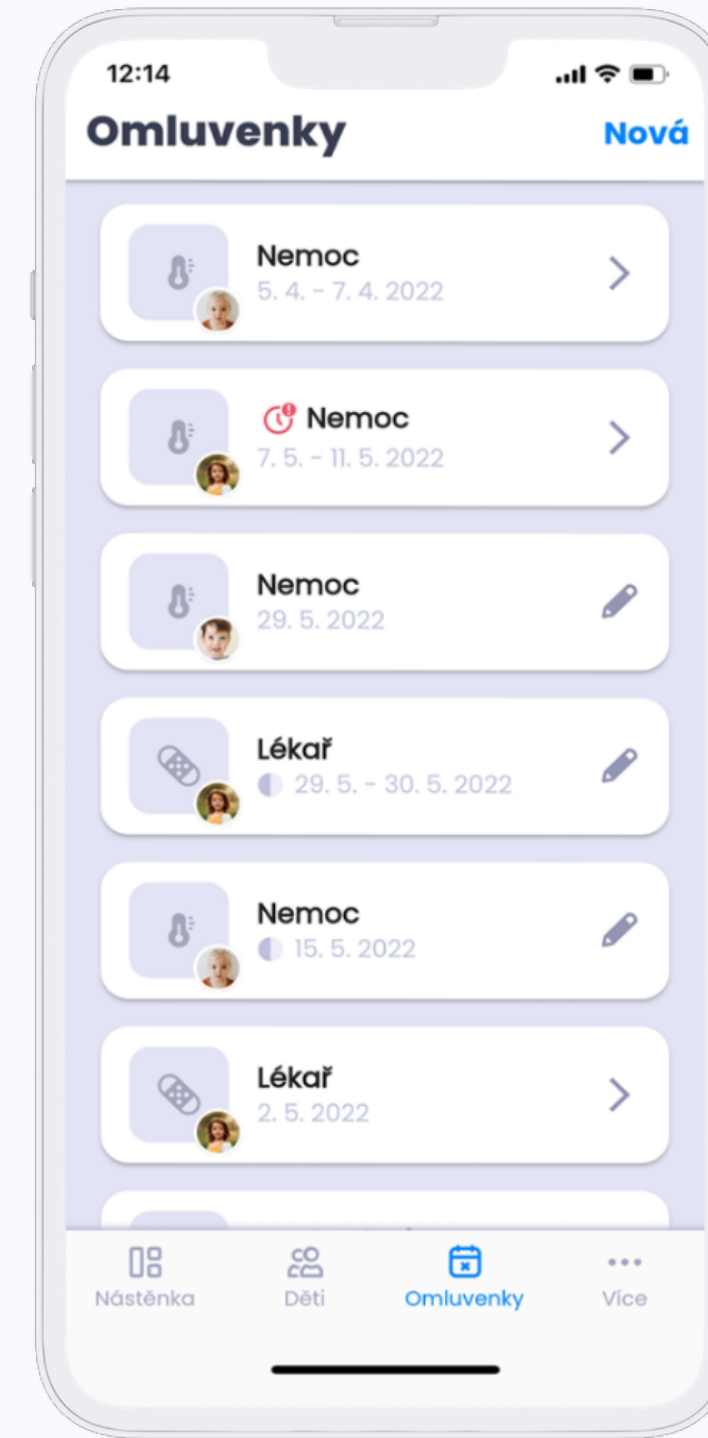 12:14
Omluvenky
Nová
Nemoc
5. 4. - 7. 4. 2022
Nemoc
7. 5. - 11. 5. 2022
Nemoc
29. 5. 2022
Lékař
29. 5. - 30. 5. 2022
Nemoc
15. 5. 2022
Lékař
2. 5. 2022
Nástěnka
Děti
Omluvenky
Více